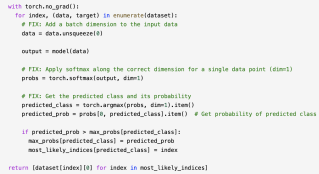 with torch.no_grad():
for index, (data, target) in enumerate(dataset):
# FIX: Add a batch dimension to the input data
data = data.unsqueeze(0)
output = model(data)
# FIX: Apply softmax along the correct dimension for a single data point (dim=1)
probs = torch.softmax(output, dim=1)
# FIX: Get the predicted class and its probability
predicted_class = torch.argmax(probs, dim=1).item()
predicted_prob = probs[0, predicted_class].item()  # Get probability of predicted class
if predicted_prob > max_probs[predicted_class]:
max_probs[predicted_class] = predicted_prob
most_likely_indices[predicted_class] = index
return [dataset[index][0] for index in most_likely_indices]